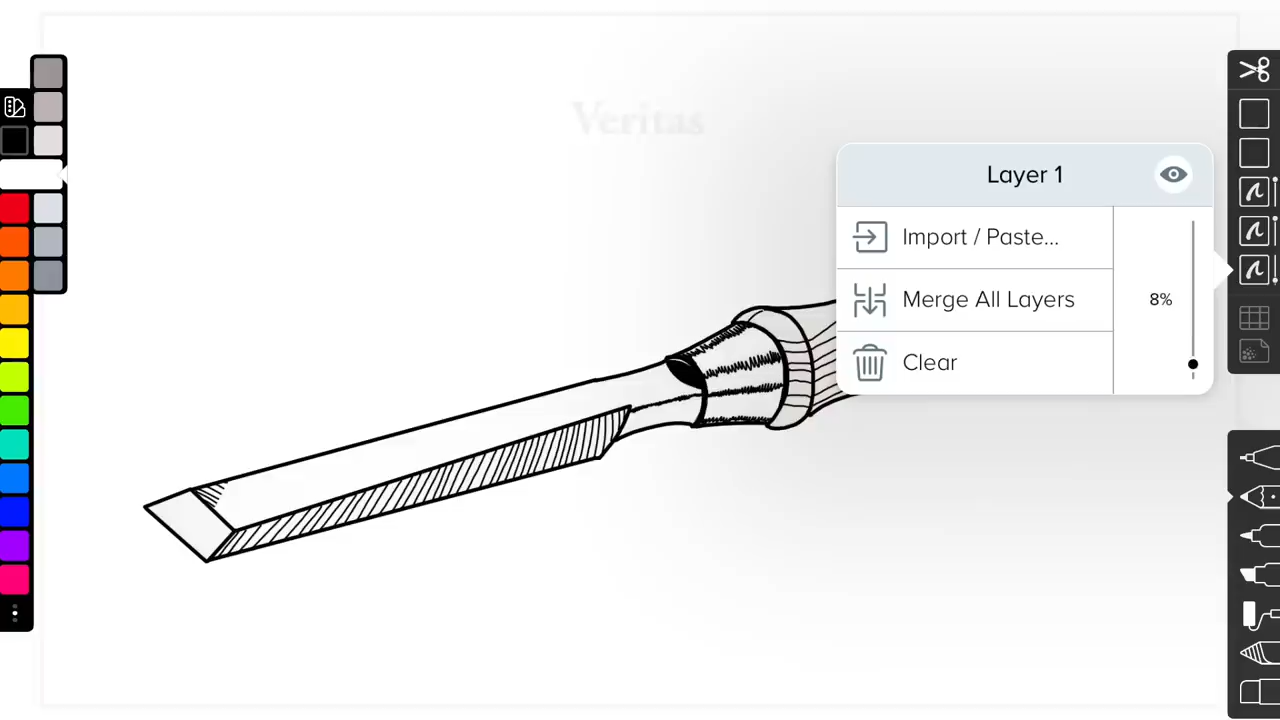 Veritas
Layer 1
Import / Paste...
Merge All Layers
8%
Clear